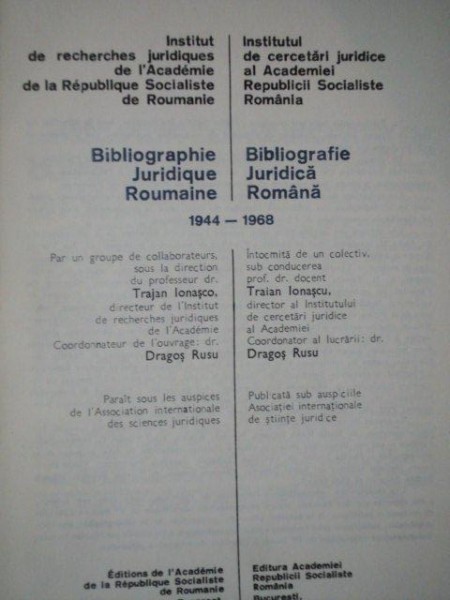 Institut
de recherches juridiques
de l'Académie
de la République Socialiste
de Roumanie
Institutul
de cercetări juridice
al Academiei
Republicii Socialiste
România
Bibliographie
Juridique
Roumaine
Bibliografie
Juridică
Română
1944 — 1968
Par un groupe de collaborateurs,
sous la direction
du professeur dr.
Trajan Ionaşco,
directeur de l'Institut
de recherches juridiques
de l'Académie
Coordonnateur de l'ouvrage: dr.
Dragoş Rusu
Întocmită de un colectiv,
sub conducerea
prof. dr. docent
Traian Ionaşcu,
director al Institutului
de cercetări juridice
al Academiei
Coordonator al lucrării: dr.
Dragoş Rusu
Paraît sous les auspices
de l'Association internationale
des sciences juridiques
Publicată sub auspiciile
Asociaţiei internaţionale
de ştiinţe juridice
Éditions de l'Académie
de la République Socialiste
de Roumanie
Editura Academiei
Republicii Socialiste
România
Bucureşti,